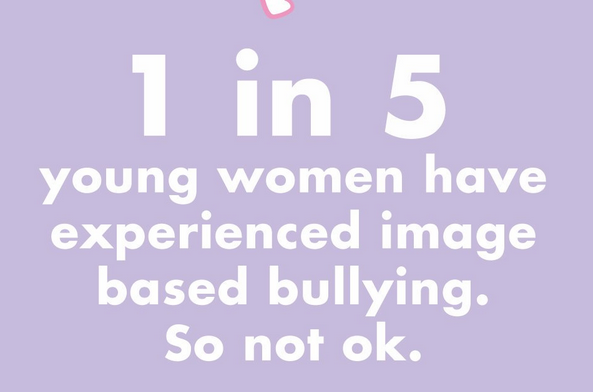 1 in 5
young women have
experienced image
based bullying.
So not ok.